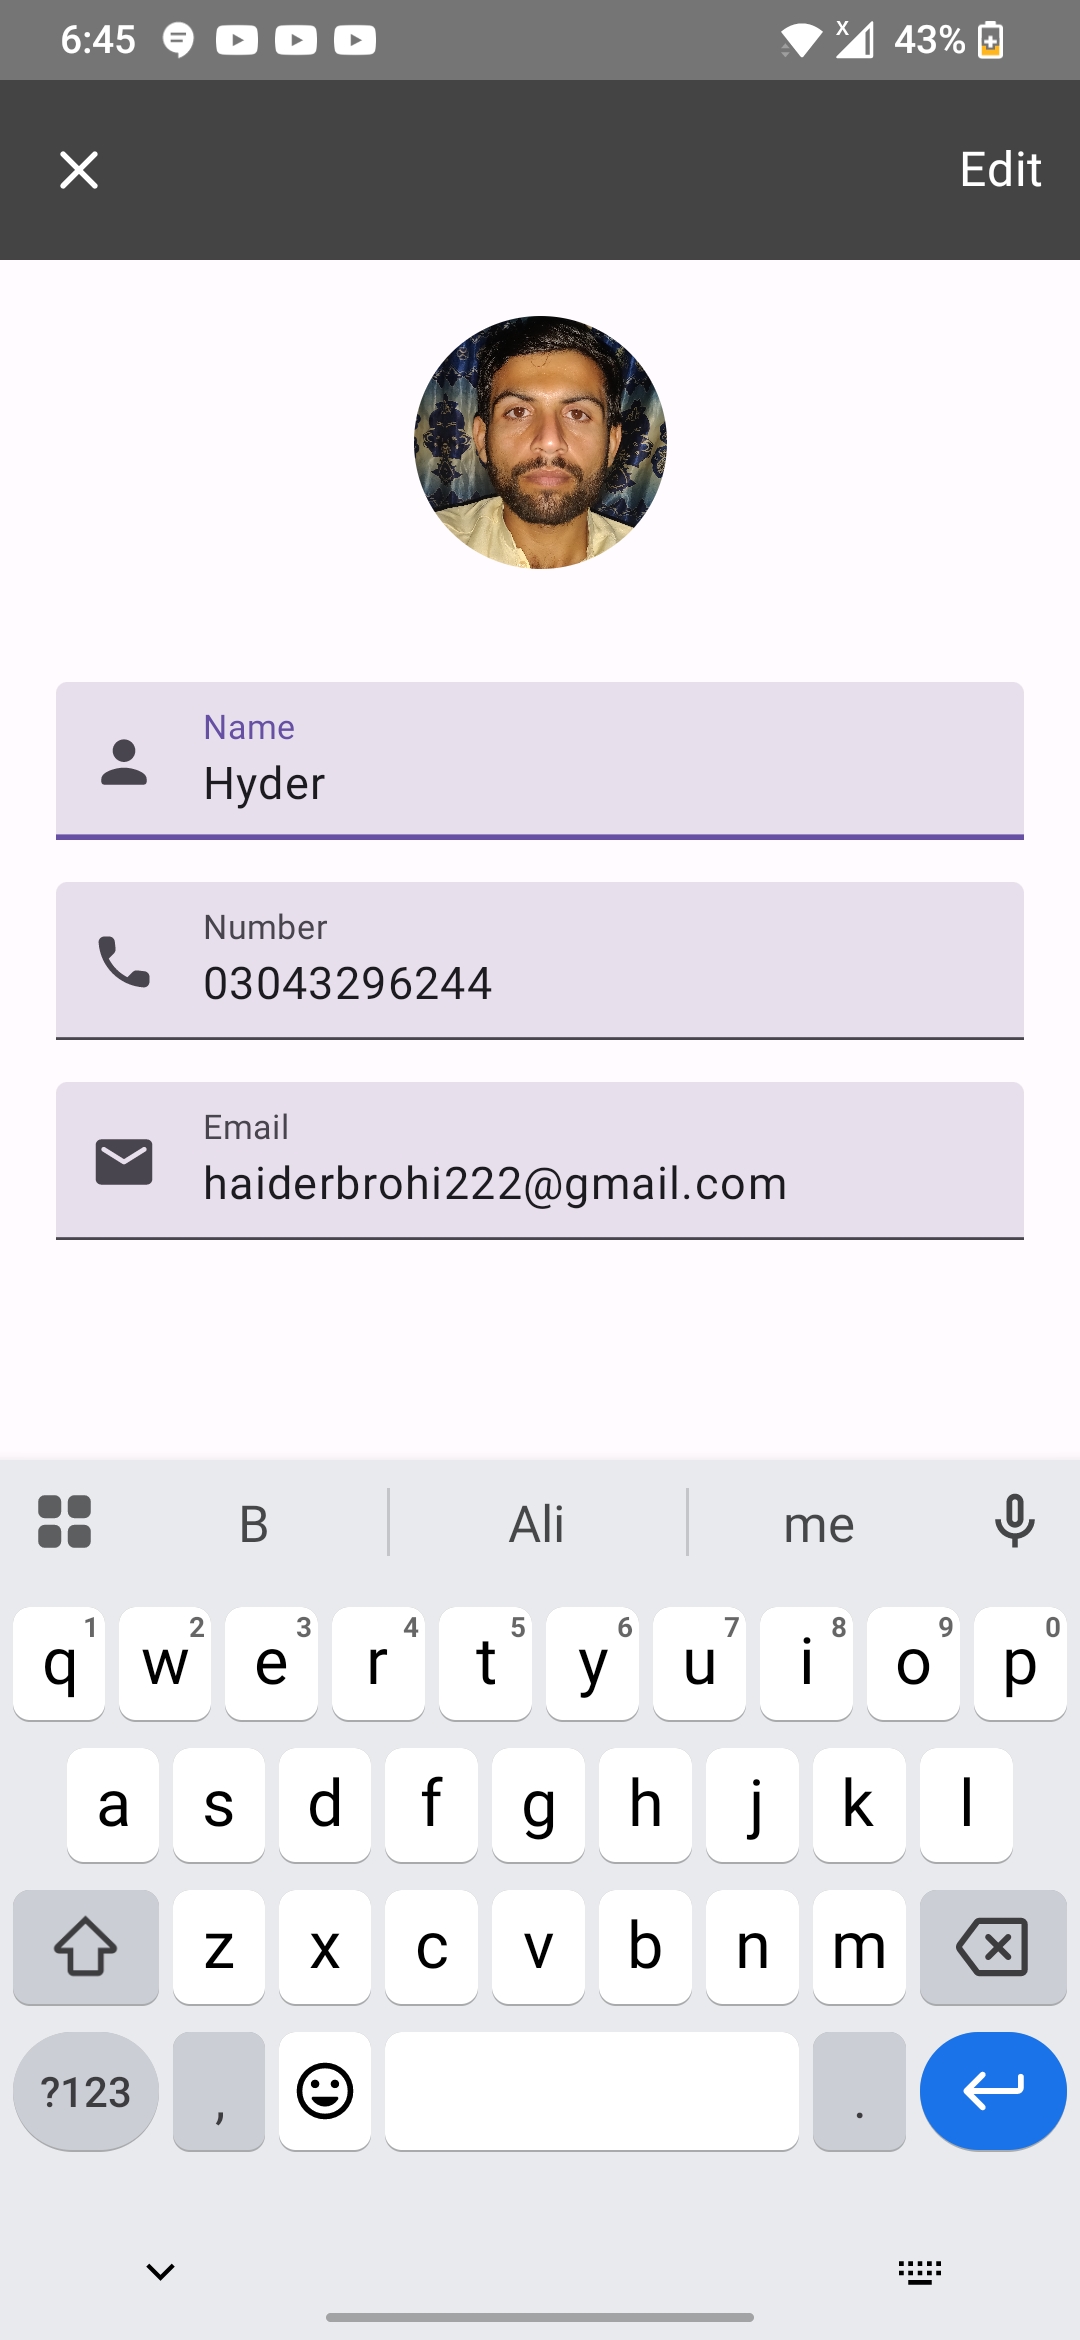 6:45 43%
Edit
Name
Hyder
Number
03043296244
Email
haiderbrohi222@gmail.com
B Ali me
q 1 w 2 e 3 r 4 t 5 y 6 u 7 i 8 o 9 p 0
a s d f g h j k l
z x c v b n m
?123 , .